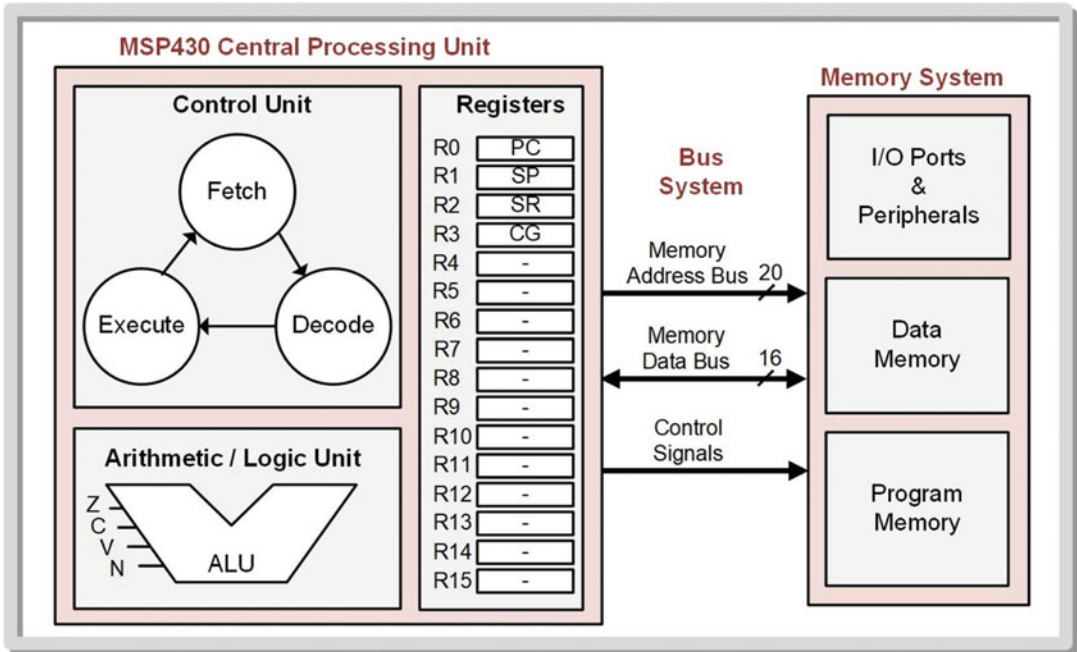 MSP430 Central Processing Unit
Control Unit
Fetch
Execute
Decode
Arithmetic / Logic Unit
Z
C
V
N
ALU
Registers
R0 PC
R1 SP
R2 SR
R3 CG
R4 -
R5 -
R6 -
R7 -
R8 -
R9 -
R10 -
R11 -
R12 -
R13 -
R14 -
R15 -
Bus
System
Memory
Address Bus 20
Memory
Data Bus 16
Control
Signals
Memory System
I/O Ports
&
Peripherals
Data
Memory
Program
Memory